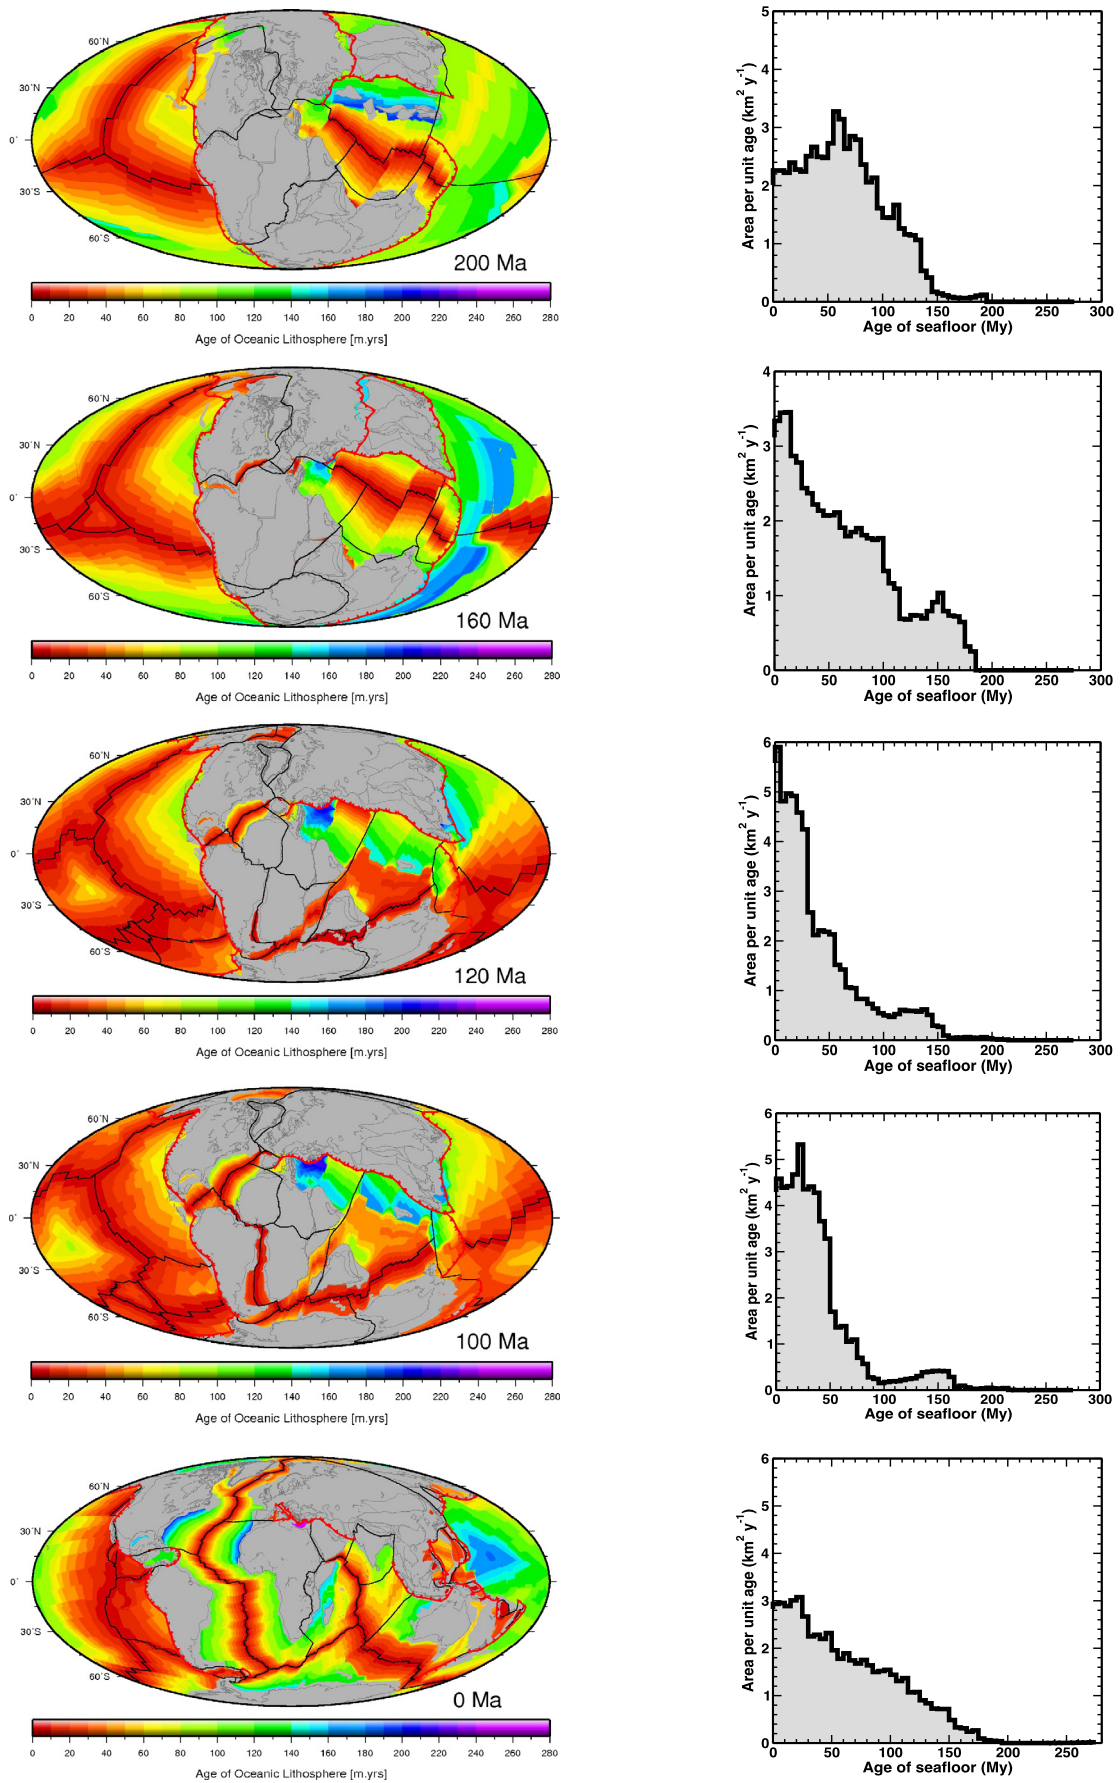 60°N
30°N
0°
30°S
60°S
200 Ma
0 20 40 60 80 100 120 140 160 180 200 220 240 260 280
Age of Oceanic Lithosphere [m.yrs]
5
4
3
2
1
0
Area per unit age (km² y⁻¹)
0 50 100 150 200 250 300
Age of seafloor (My)
60°N
30°N
0°
30°S
60°S
160 Ma
0 20 40 60 80 100 120 140 160 180 200 220 240 260 280
Age of Oceanic Lithosphere [m.yrs]
4
3
2
1
0
Area per unit age (km² y⁻¹)
0 50 100 150 200 250 300
Age of seafloor (My)
60°N
30°N
0°
30°S
60°S
120 Ma
0 20 40 60 80 100 120 140 160 180 200 220 240 260 280
Age of Oceanic Lithosphere [m.yrs]
6
5
4
3
2
1
0
Area per unit age (km² y⁻¹)
0 50 100 150 200 250 300
Age of seafloor (My)
60°N
30°N
0°
30°S
60°S
100 Ma
0 20 40 60 80 100 120 140 160 180 200 220 240 260 280
Age of Oceanic Lithosphere [m.yrs]
6
5
4
3
2
1
0
Area per unit age (km² y⁻¹)
0 50 100 150 200 250 300
Age of seafloor (My)
60°N
30°N
0°
30°S
60°S
0 Ma
0 20 40 60 80 100 120 140 160 180 200 220 240 260 280
Age of Oceanic Lithosphere [m.yrs]
6
5
4
3
2
1
0
Area per unit age (km² y⁻¹)
0 50 100 150 200 250
Age of seafloor (My)